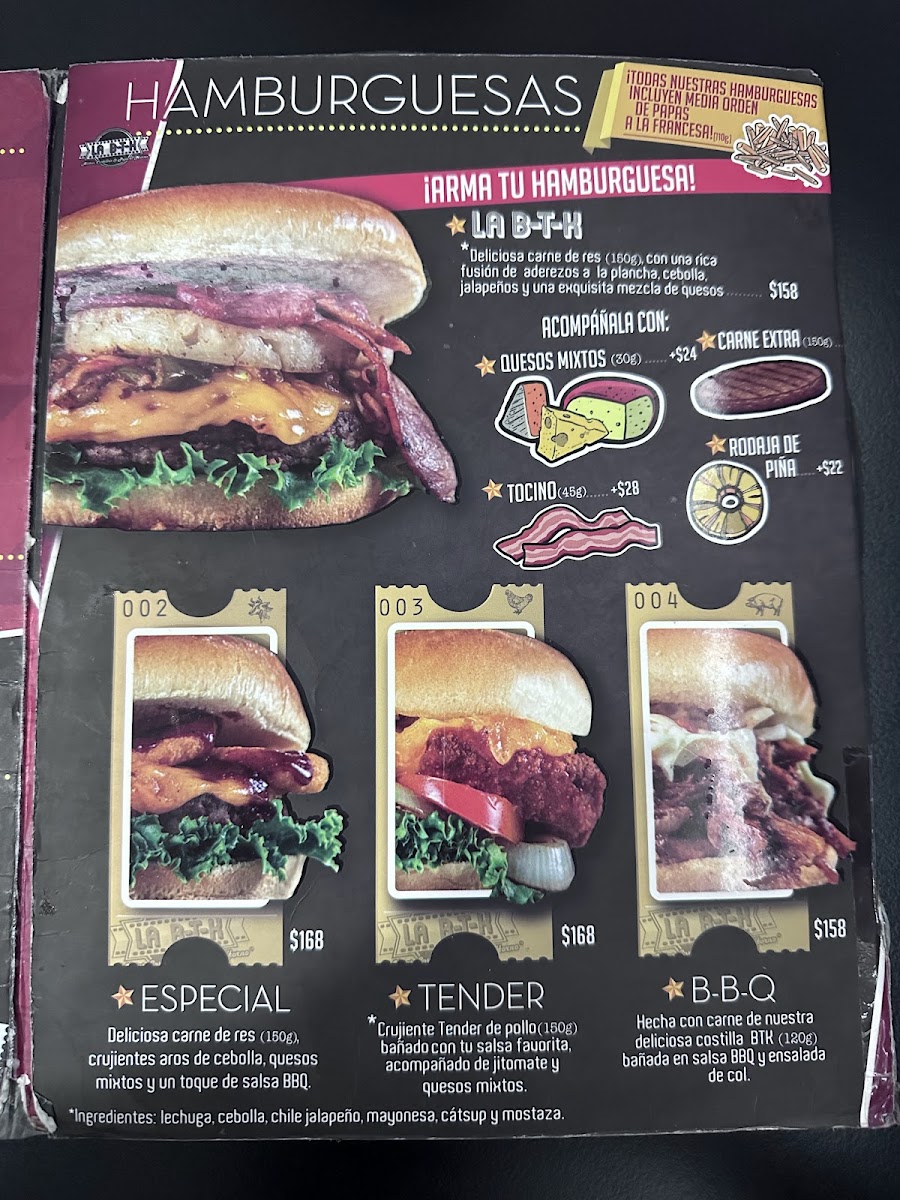 HAMBURGUESAS
¡TODAS NUESTRAS HAMBURGUESAS
INCLUYEN MEDIA ORDEN
DE PAPAS
A LA FRANCESA!(110g)
LA B-T-K
¡ARMA TU HAMBURGUESA!
LA B-T-K
*Deliciosa carne de res (150g), con una rica
fusión de aderezos a la plancha, cebolla,
jalapeños y una exquisita mezcla de quesos ......... $158
ACOMPÁÑALA CON:
QUESOS MIXTOS (30g) ...... +$24
CARNE EXTRA (150g) ...
RODAJA DE
PIÑA ..... +$22
TOCINO (45g) ...... +$28
002
003
004
LA B-T-K
LA B-T-K
LA B-T-K
$168
$168
$158
ESPECIAL
Deliciosa carne de res (150g),
crujientes aros de cebolla, quesos
mixtos y un toque de salsa BBQ.
TENDER
*Crujiente Tender de pollo(150g)
bañado con tu salsa favorita,
acompañado de jitomate y
quesos mixtos.
B-B-Q
Hecha con carne de nuestra
deliciosa costilla BTK (120g)
bañada en salsa BBQ y ensalada
de col.
*Ingredientes: lechuga, cebolla, chile jalapeño, mayonesa, cátsup y mostaza.